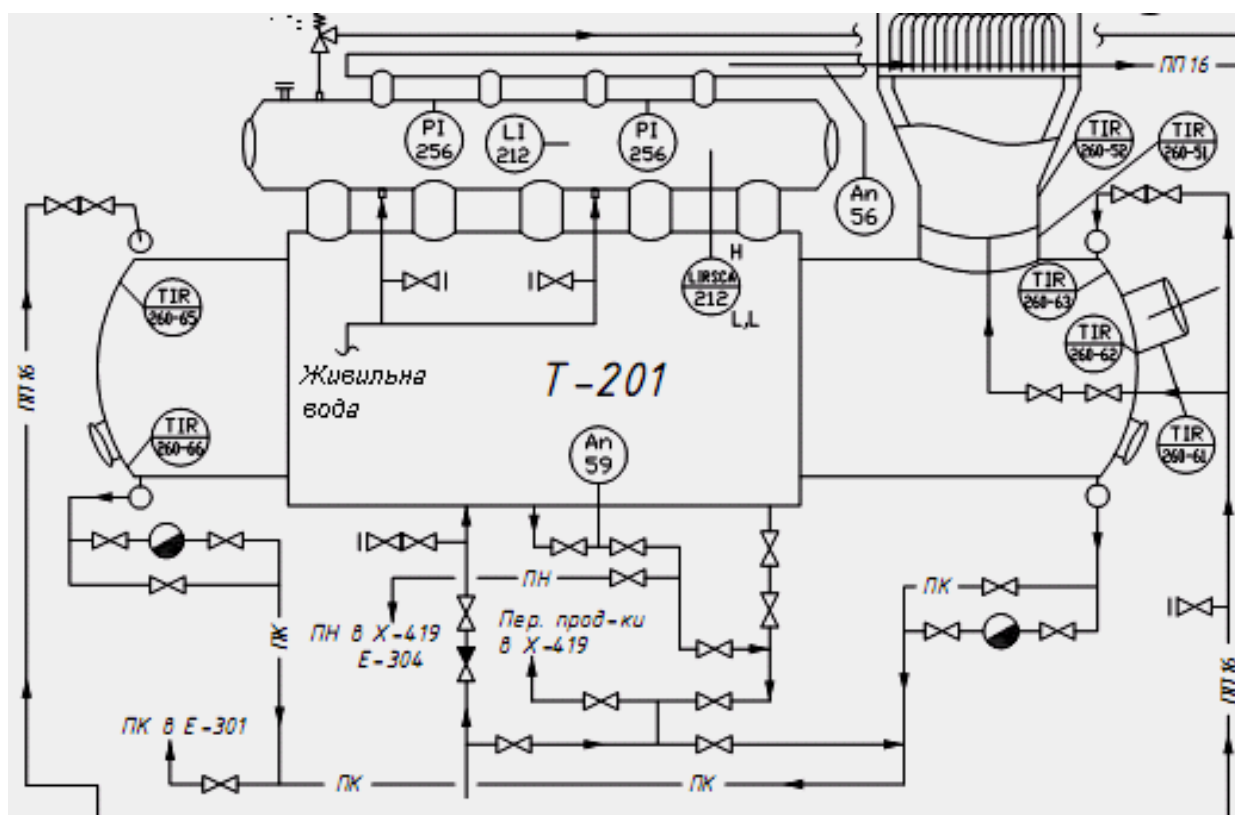 ПП 16
PI
256
LI
212
PI
256
TIR
260-52
TIR
260-51
An
56
TIR
260-65
LIRSCA
212
H
L,L
TIR
260-63
TIR
260-62
Живильна
вода
Т-201
ПП 16
TIR
260-66
An
59
TIR
260-61
ПН
ПК
ПК
ПН в Х-419
Е-304
Пер. прод-ки
в Х-419
ПП 16
ПК в Е-301
ПК
ПК